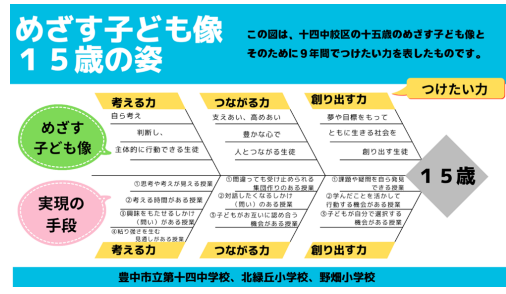 めざす子ども像
１５歳の姿
この図は、十四中校区の十五歳のめざす子ども像と
そのために９年間でつけたい力を表したものです。
つけたい力
考える力
つながる力
創り出す力
めざす
子ども像
自ら考え
判断し、
主体的に行動できる生徒
支えあい、高めあい
豊かな心で
人とつながる生徒
夢や目標をもって
ともに生きる社会を
創り出す生徒
１５歳
実現の
手段
①思考や考えが見える授業
②考える時間がある授業
③興味をもたせるしかけ
（問い）がある授業
④粘り強さを生む
見通しがある授業
①間違っても受け止められる
集団作りのある授業
②対話したくなるしかけ
（問い）のある授業
③子どもがお互いに認め合う
機会がある授業
①課題や疑問を自ら発見
できる授業
②学んだことを活かして
行動する機会がある授業
③子どもが自分で選択する
機会がある授業
考える力
つながる力
創り出す力
豊中市立第十四中学校、北緑丘小学校、野畑小学校